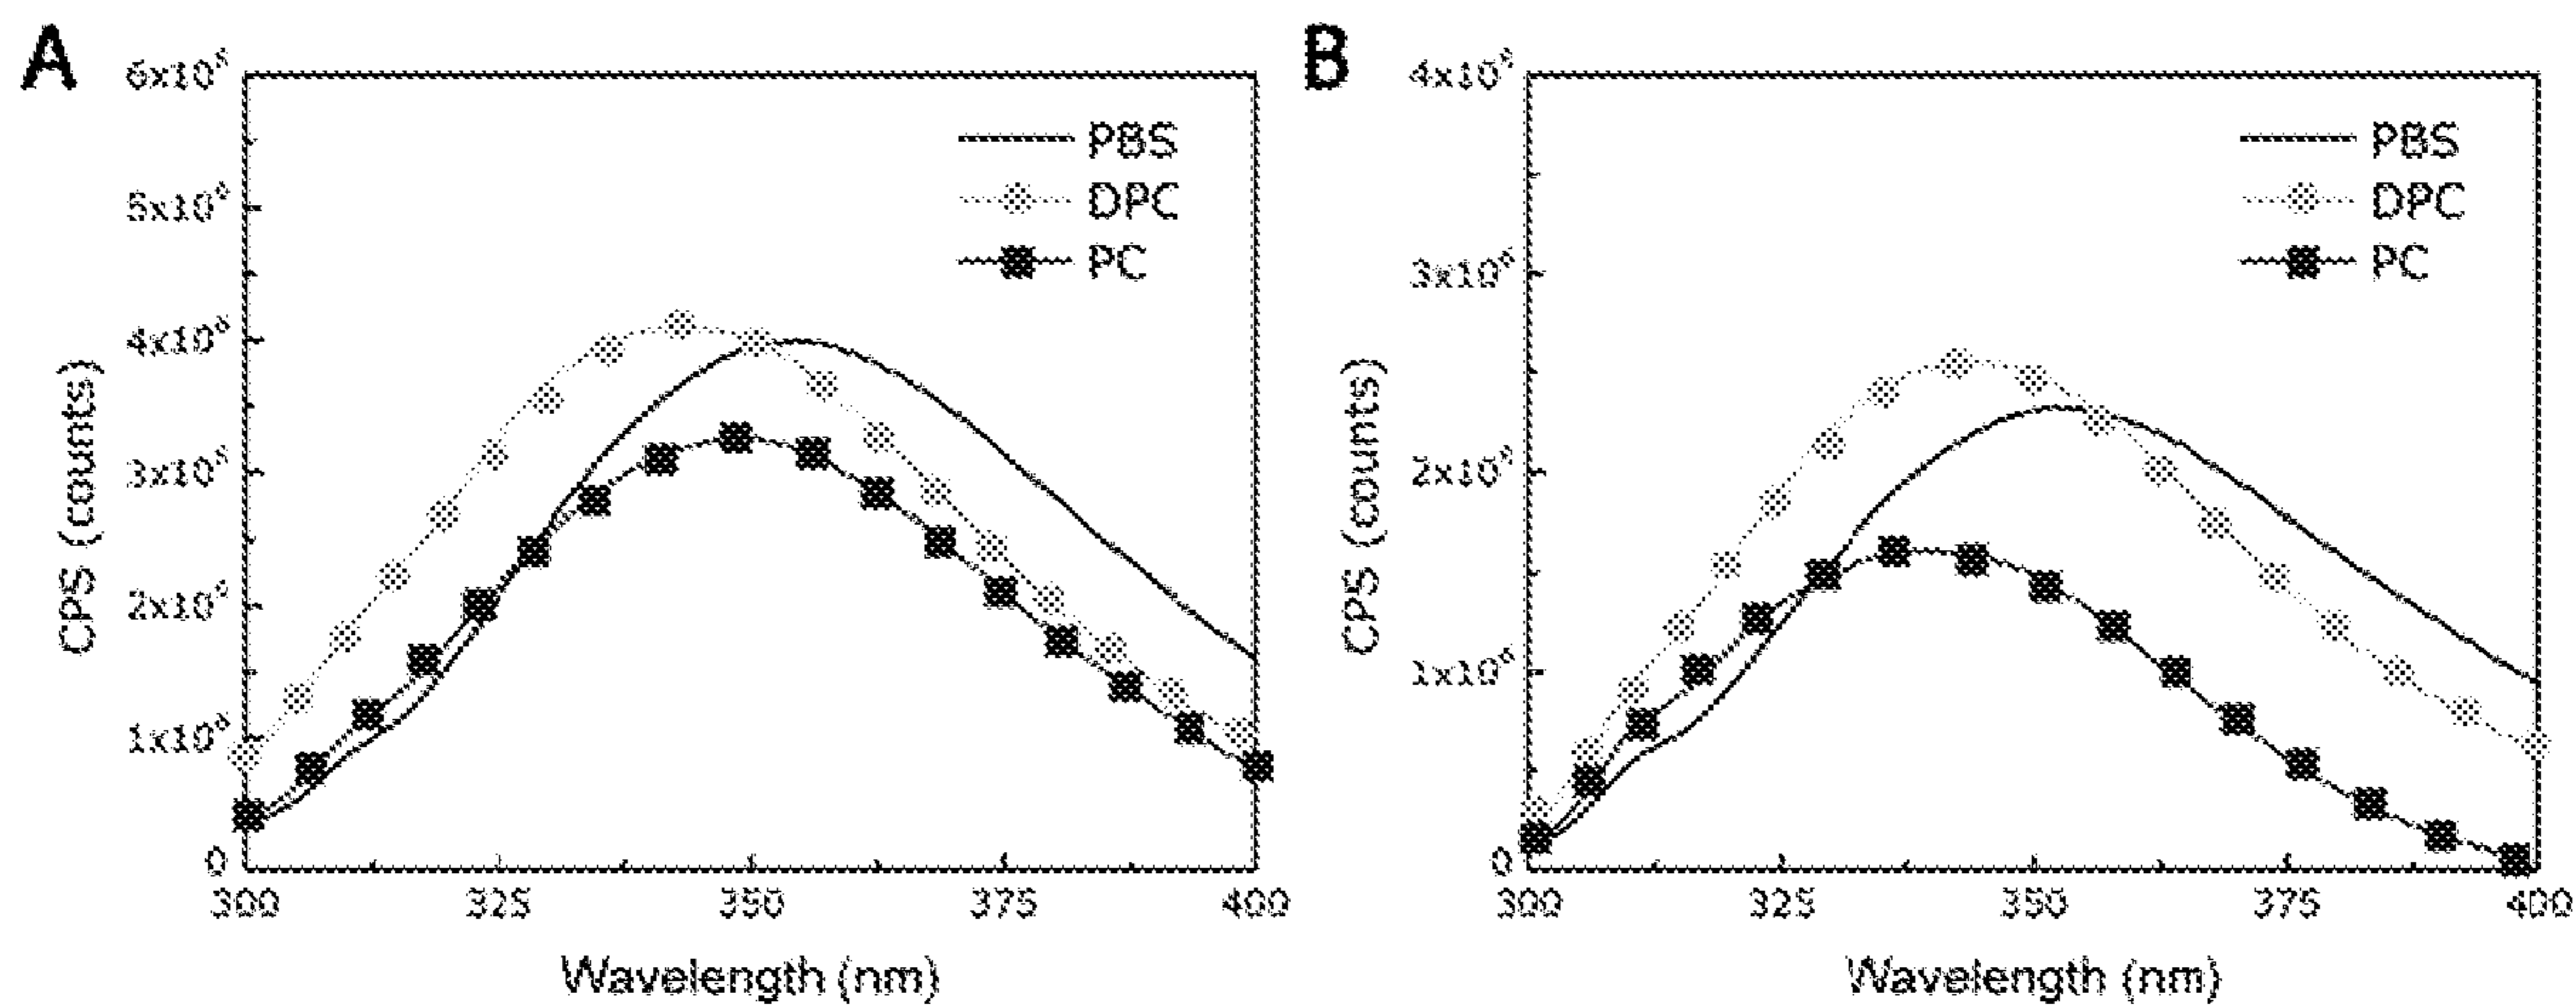 A
6x10⁶
5x10⁶
4x10⁶
3x10⁶
2x10⁶
1x10⁶
0
CPS (counts)
PBS
DPC
PC
300 325 350 375 400
Wavelength (nm)
B
4x10⁶
3x10⁶
2x10⁶
1x10⁶
0
CPS (counts)
PBS
DPC
PC
300 325 350 375 400
Wavelength (nm)